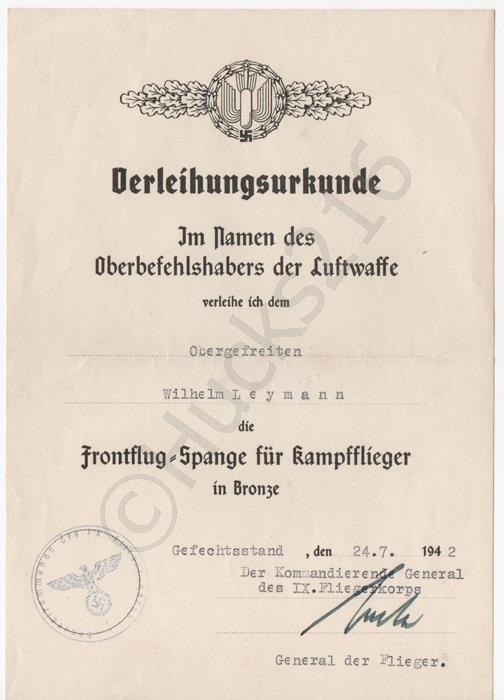 Verleihungsurkunde
Im Namen des
Oberbefehlshabers der Luftwaffe
verleihe ich dem
Obergefreiten
Wilhelm Leymann
die
Frontflug-Spange für Kampfflieger
in Bronze
Gefechtsstand , den 24.7. 1942
Der Kommandierende General
des IX.Fliegerkorps
General der Flieger.
©Hucks216